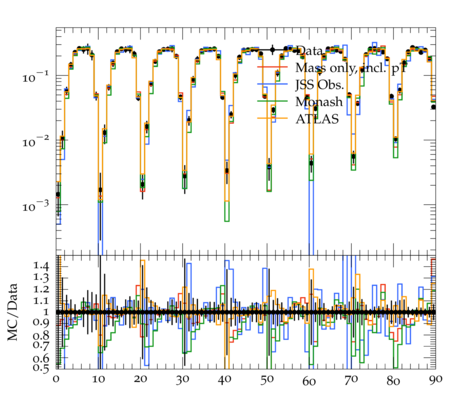 Data
Mass only, incl. pT
JSS Obs.
Monash
ATLAS
10⁻¹
10⁻²
10⁻³
MC/Data
1.4
1.3
1.2
1.1
1
0.9
0.8
0.7
0.6
0.5
0 10 20 30 40 50 60 70 80 90